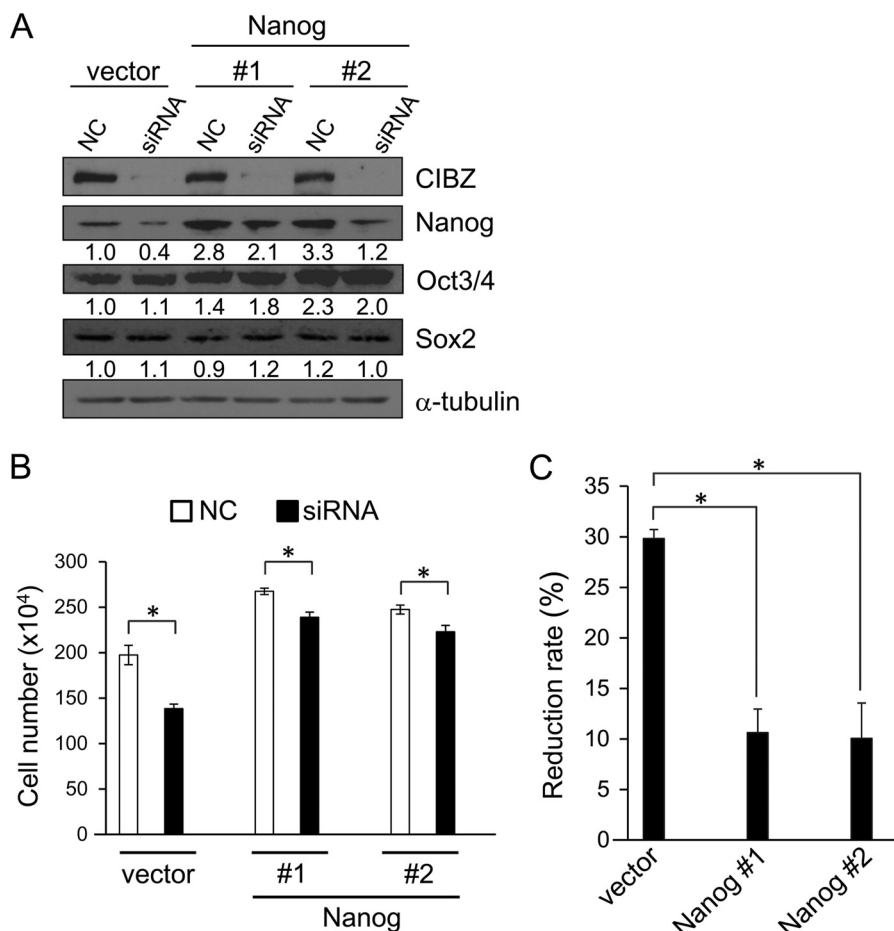 A
Nanog
vector #1 #2
NC siRNA NC siRNA NC siRNA
CIBZ
Nanog
1.0 0.4 2.8 2.1 3.3 1.2
Oct3/4
1.0 1.1 1.4 1.8 2.3 2.0
Sox2
1.0 1.1 0.9 1.2 1.2 1.0
α-tubulin
B
NC siRNA
Cell number (x10⁴)
300
250
200
150
100
50
0
* * *
vector #1 #2
Nanog
C
Reduction rate (%)
35
30
25
20
15
10
5
0
*
*
vector Nanog #1 Nanog #2